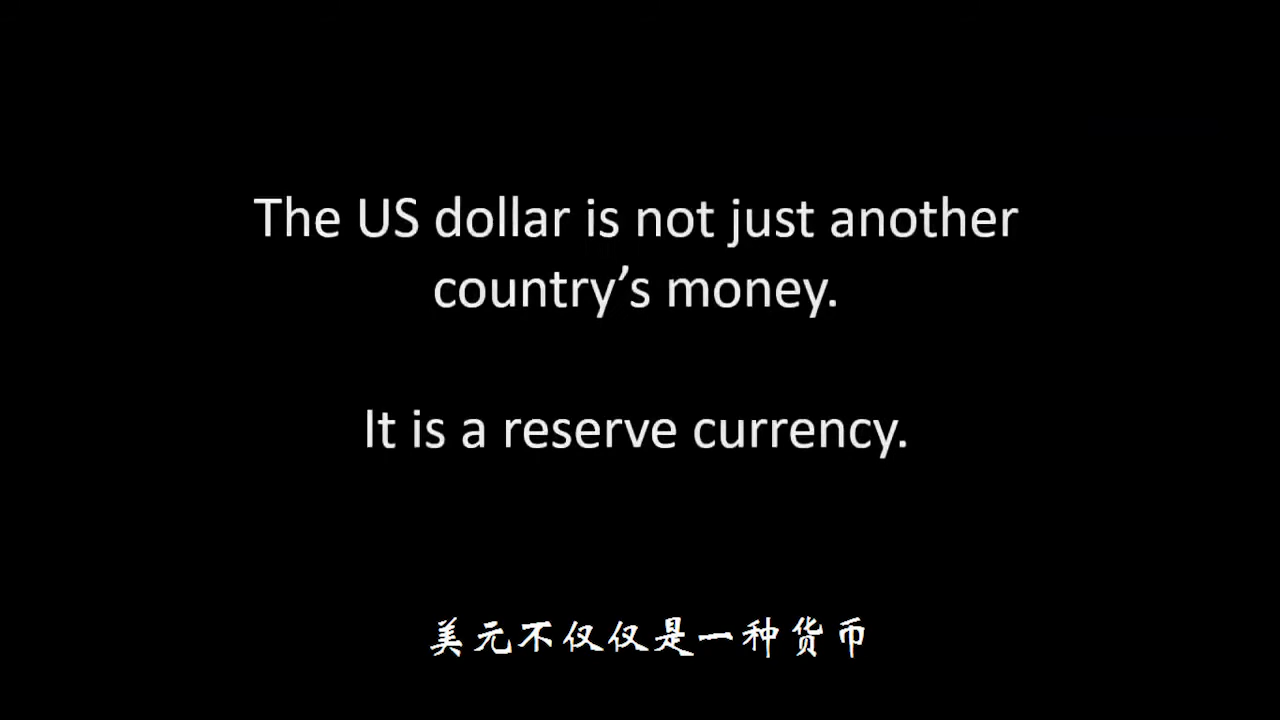 The US dollar is not just another
country’s money.
It is a reserve currency.
美元不仅仅是一种货币